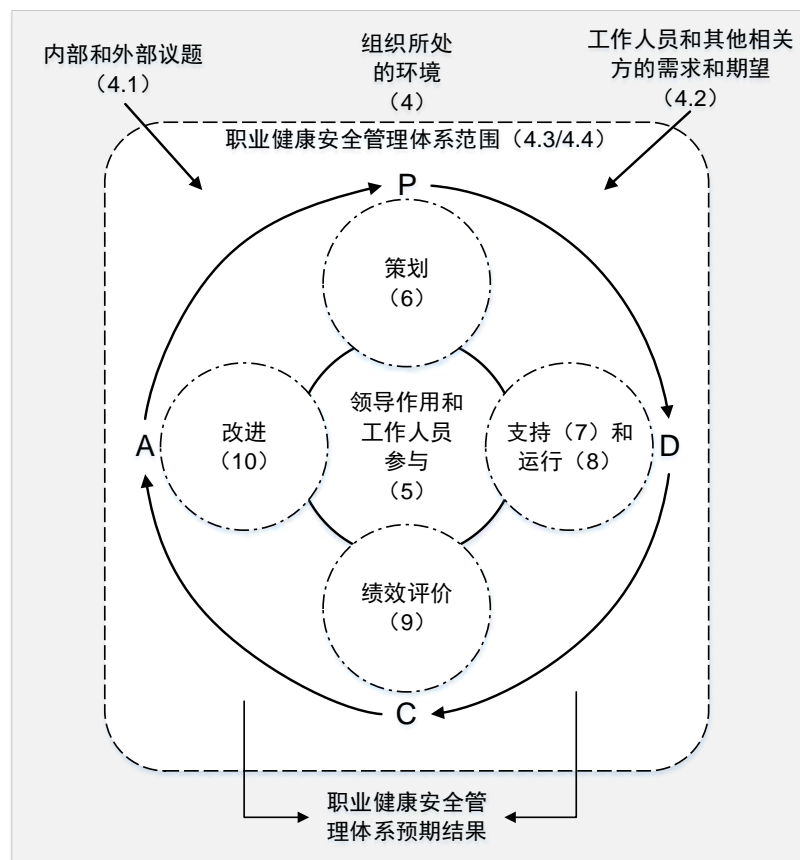 内部和外部议题
（4.1）
组织所处
的环境
（4）
工作人员和其他相关
方的需求和期望
（4.2）
职业健康安全管理体系范围（4.3/4.4）
P
策划
（6）
A
改进
（10）
领导作用和
工作人员
参与
（5）
支持（7）和
运行（8）
D
绩效评价
（9）
C
职业健康安全管
理体系预期结果